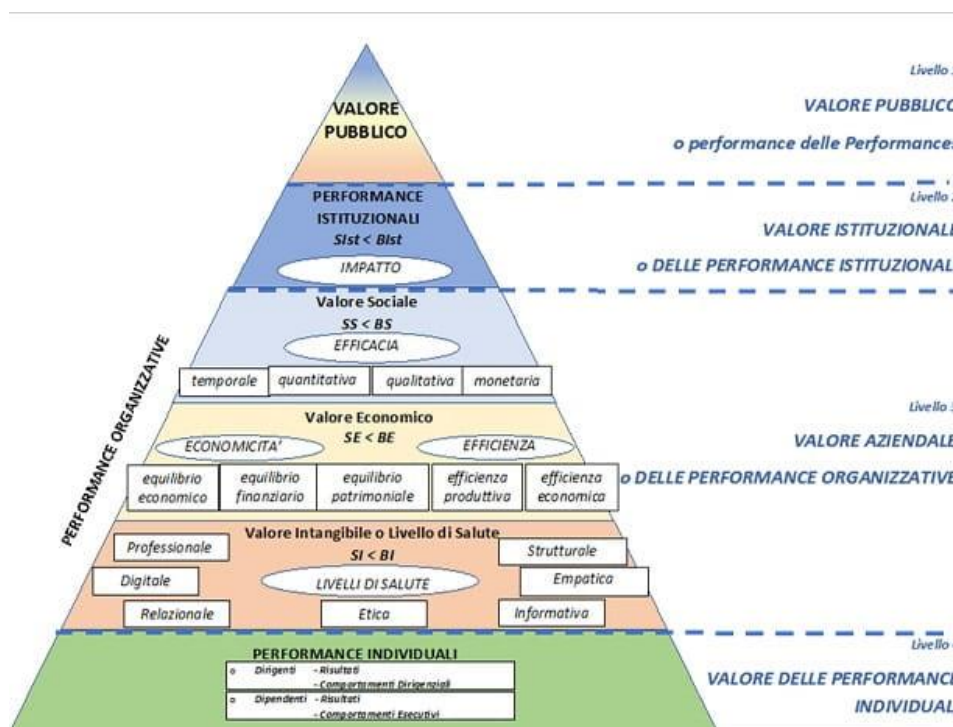 VALORE
PUBBLICO
Livello
VALORE PUBBLICO
o performance delle Performance
PERFORMANCE
ISTITUZIONALI
SIst < BIst
IMPATTO
Livello
VALORE ISTITUZIONALE
o DELLE PERFORMANCE ISTITUZIONAL
Valore Sociale
SS < BS
EFFICACIA
temporale
quantitativa
qualitativa
monetaria
PERFORMANCE ORGANIZZATIVE
Valore Economico
SE < BE
ECONOMICITA'
EFFICIENZA
equilibrio
economico
equilibrio
finanziario
equilibrio
patrimoniale
efficienza
produttiva
efficienza
economica
Livello
VALORE AZIENDALE
o DELLE PERFORMANCE ORGANIZZATIVE
Valore Intangibile o Livello di Salute
SI < BI
LIVELLI DI SALUTE
Professionale
Strutturale
Digitale
Empatica
Relazionale
Etica
Informativa
PERFORMANCE INDIVIDUALI
o Dirigenti - Risultati
- Comportamenti Dirigenziali
o Dipendenti - Risultati
- Comportamenti Esecutivi
Livello
VALORE DELLE PERFORMANCE
INDIVIDUAL